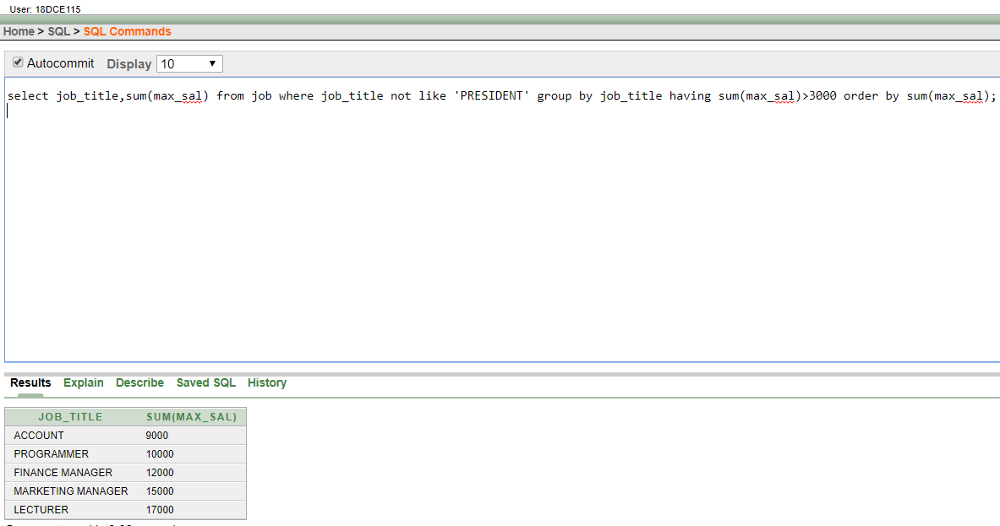 User: 18DCE115
Home > SQL > SQL Commands
Autocommit Display 10
select job_title,sum(max_sal) from job where job_title not like 'PRESIDENT' group by job_title having sum(max_sal)>3000 order by sum(max_sal);
Results Explain Describe Saved SQL History
JOB_TITLE SUM(MAX_SAL)
ACCOUNT 9000
PROGRAMMER 10000
FINANCE MANAGER 12000
MARKETING MANAGER 15000
LECTURER 17000